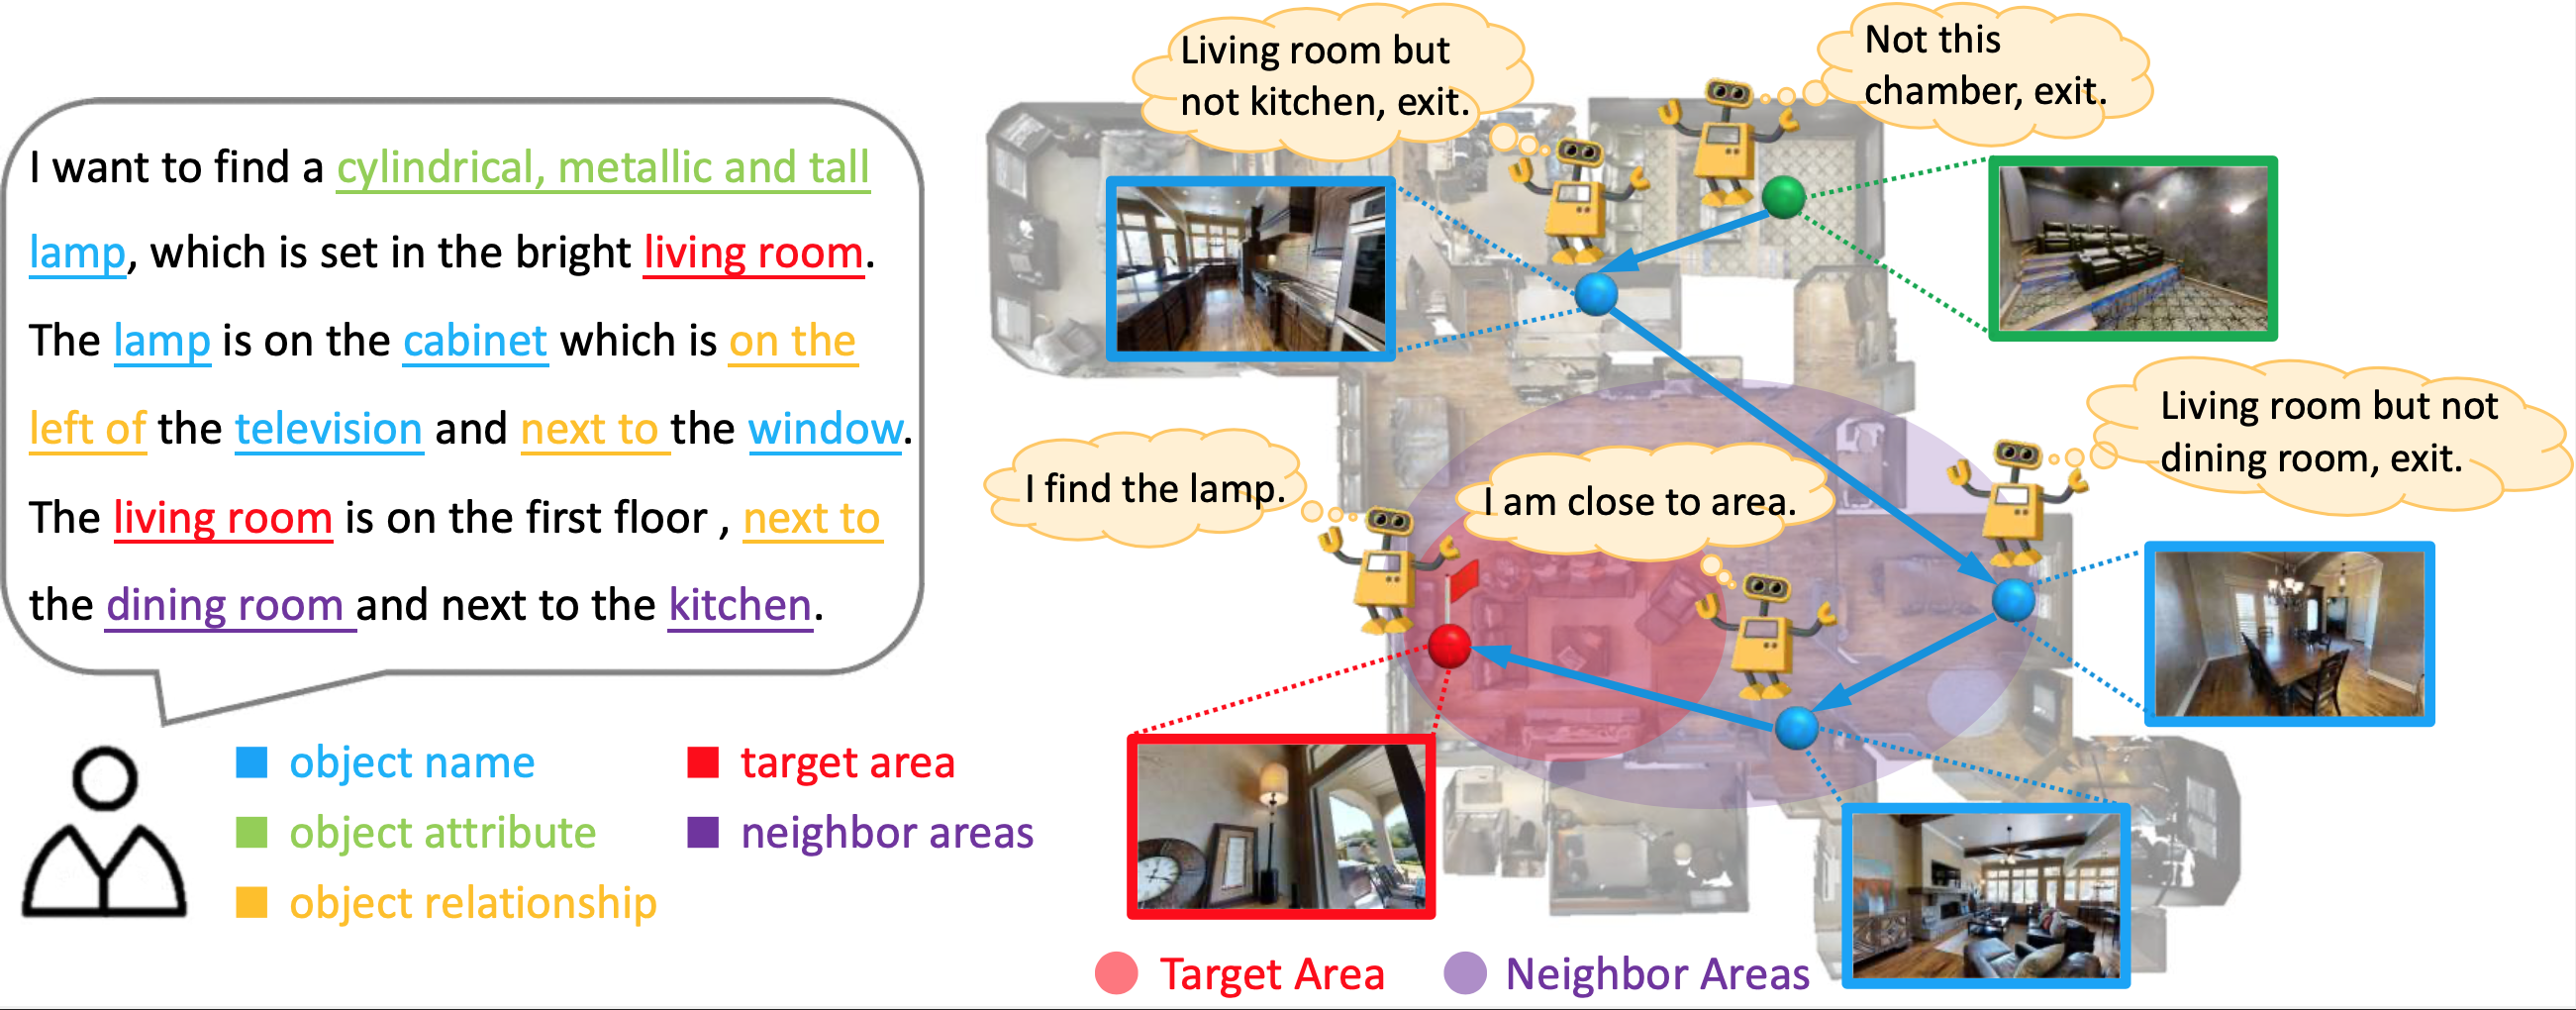 I want to find a cylindrical, metallic and tall
lamp, which is set in the bright living room.
The lamp is on the cabinet which is on the
left of the television and next to the window.
The living room is on the first floor , next to
the dining room and next to the kitchen.
object name
object attribute
object relationship
target area
neighbor areas
Living room but
not kitchen, exit.
Not this
chamber, exit.
Living room but not
dining room, exit.
I find the lamp.
I am close to area.
Target Area
Neighbor Areas